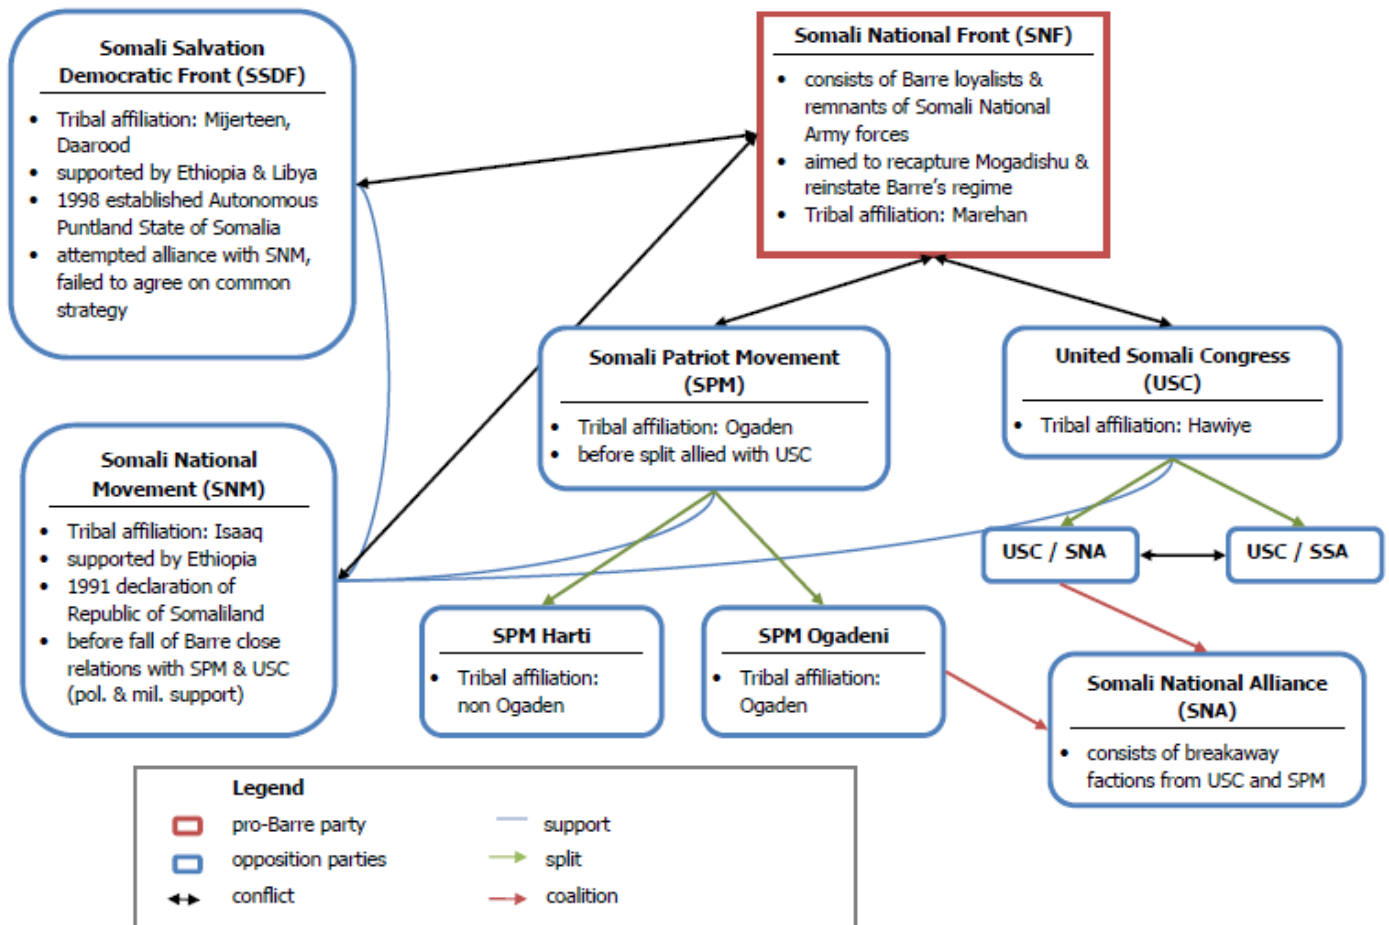 Somali Salvation
Democratic Front (SSDF)
• Tribal affiliation: Mijerteen,
Daarood
• supported by Ethiopia & Libya
• 1998 established Autonomous
Puntland State of Somalia
• attempted alliance with SNM,
failed to agree on common
strategy
Somali National Front (SNF)
• consists of Barre loyalists &
remnants of Somali National
Army forces
• aimed to recapture Mogadishu &
reinstate Barre's regime
• Tribal affiliation: Marehan
Somali Patriot Movement
(SPM)
• Tribal affiliation: Ogaden
• before split allied with USC
United Somali Congress
(USC)
• Tribal affiliation: Hawiye
Somali National
Movement (SNM)
• Tribal affiliation: Isaaq
• supported by Ethiopia
• 1991 declaration of
Republic of Somaliland
• before fall of Barre close
relations with SPM & USC
(pol. & mil. support)
USC / SNA
USC / SSA
SPM Harti
• Tribal affiliation:
non Ogaden
SPM Ogadeni
• Tribal affiliation:
Ogaden
Somali National Alliance
(SNA)
• consists of breakaway
factions from USC and SPM
Legend
pro-Barre party
opposition parties
conflict
support
split
coalition